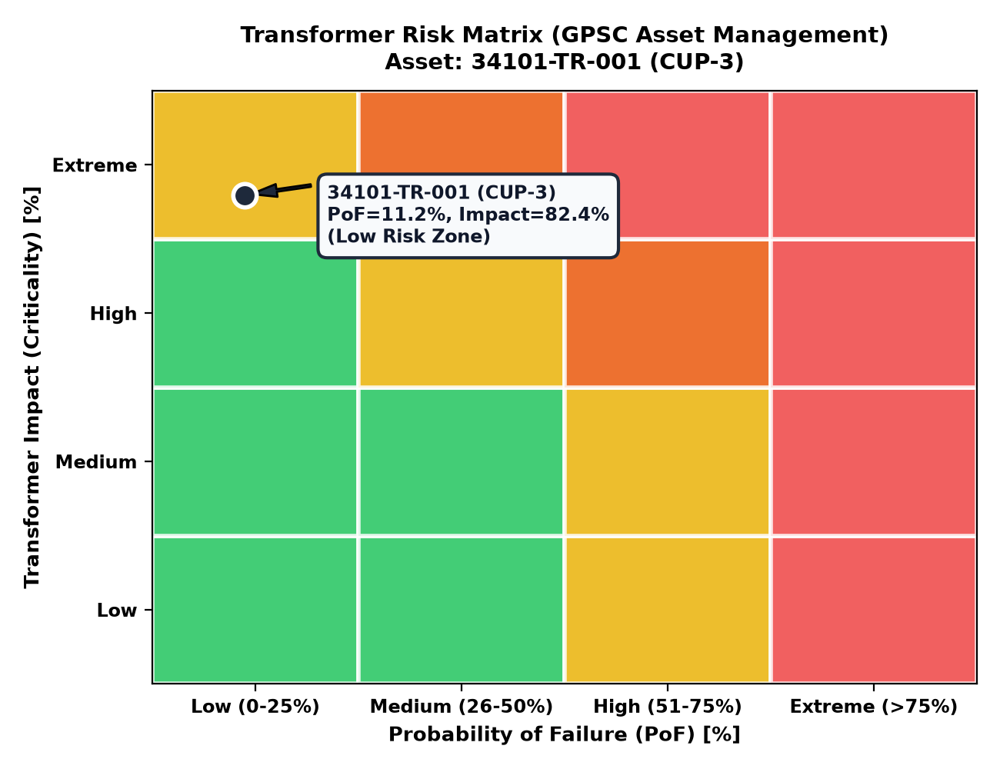 Transformer Risk Matrix (GPSC Asset Management)
Asset: 34101-TR-001 (CUP-3)
Transformer Impact (Criticality) [%]
Extreme
High
Medium
Low
34101-TR-001 (CUP-3)
PoF=11.2%, Impact=82.4%
(Low Risk Zone)
Low (0-25%)
Medium (26-50%)
High (51-75%)
Extreme (>75%)
Probability of Failure (PoF) [%]